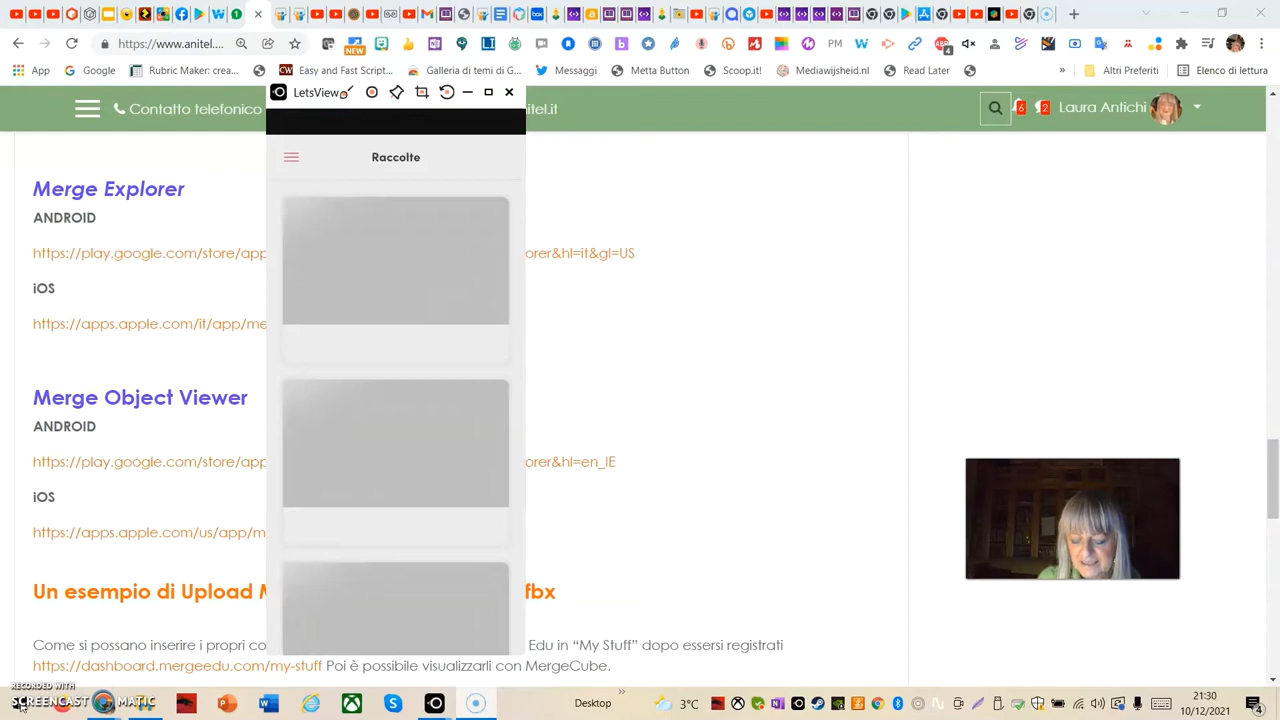 https://www.anitel.
App
Google
Rubric Maker: crea...
Easy and Fast Script...
Galleria di temi di G...
Messaggi
Metta Button
Scoop.it!
Mediawijsheid.nl
Read Later
»
Altri Preferiti
Elenco di lettura
LetsView
Contatto telefonico
nitel.it
6
2
Laura Antichi
Raccolte
Merge Explorer
ANDROID
https://play.google.com/store/app
orer&hl=it&gl=US
iOS
https://apps.apple.com/it/app/me
Merge Object Viewer
ANDROID
https://play.google.com/store/app
orer&hl=en_IE
iOS
https://apps.apple.com/us/app/m
Un esempio di Upload M
fbx
Come si possano inserire i propri co
Edu in “My Stuff” dopo essersi registrati
https://dashboard.mergeedu.com/my-stuff Poi è possibile visualizzarli con MergeCube.
RECORDED WITH
SCREENCAST MATIC
Desktop
»
3°C
21:30
10/12/2021
4